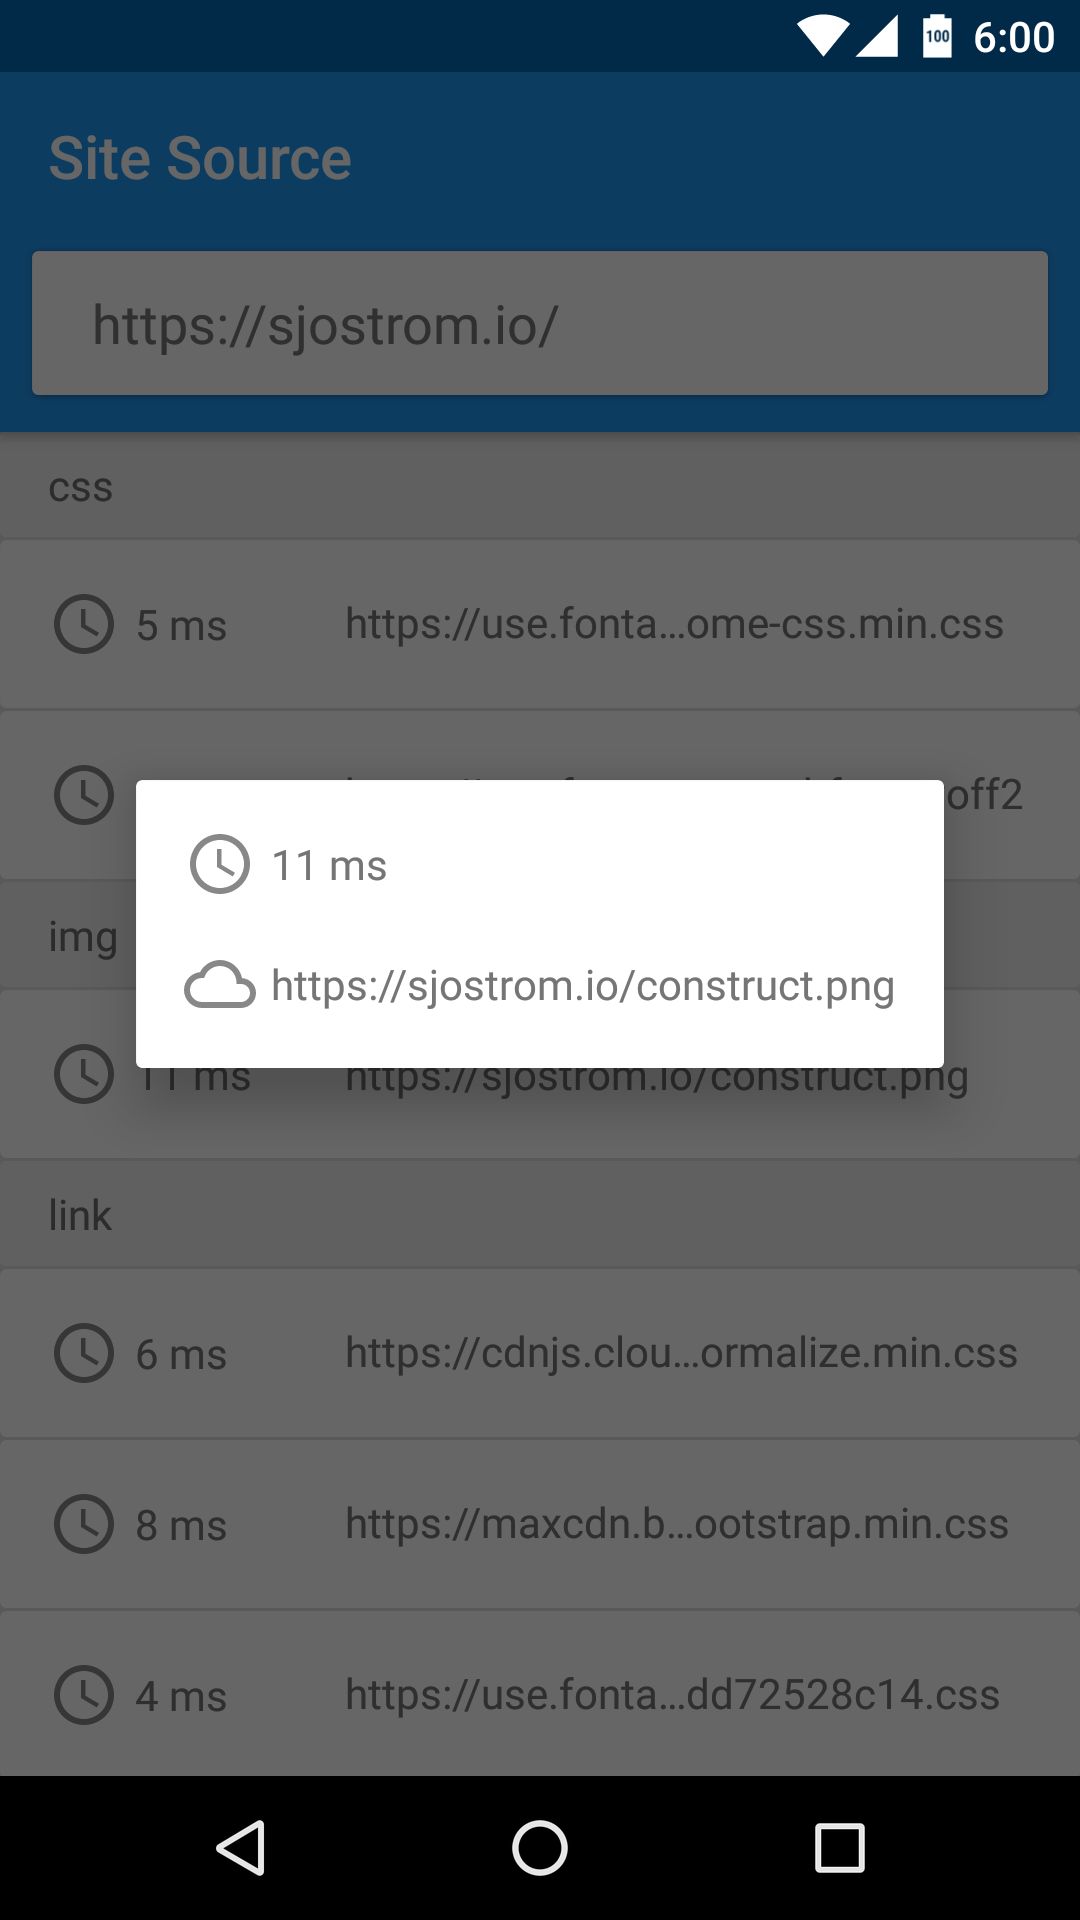 100 6:00
Site Source
https://sjostrom.io/
css
5 ms https://use.fonta...ome-css.min.css
off2
11 ms
img
https://sjostrom.io/construct.png
11 ms https://sjostrom.io/construct.png
link
6 ms https://cdnjs.clou...ormalize.min.css
8 ms https://maxcdn.b...ootstrap.min.css
4 ms https://use.fonta...dd72528c14.css